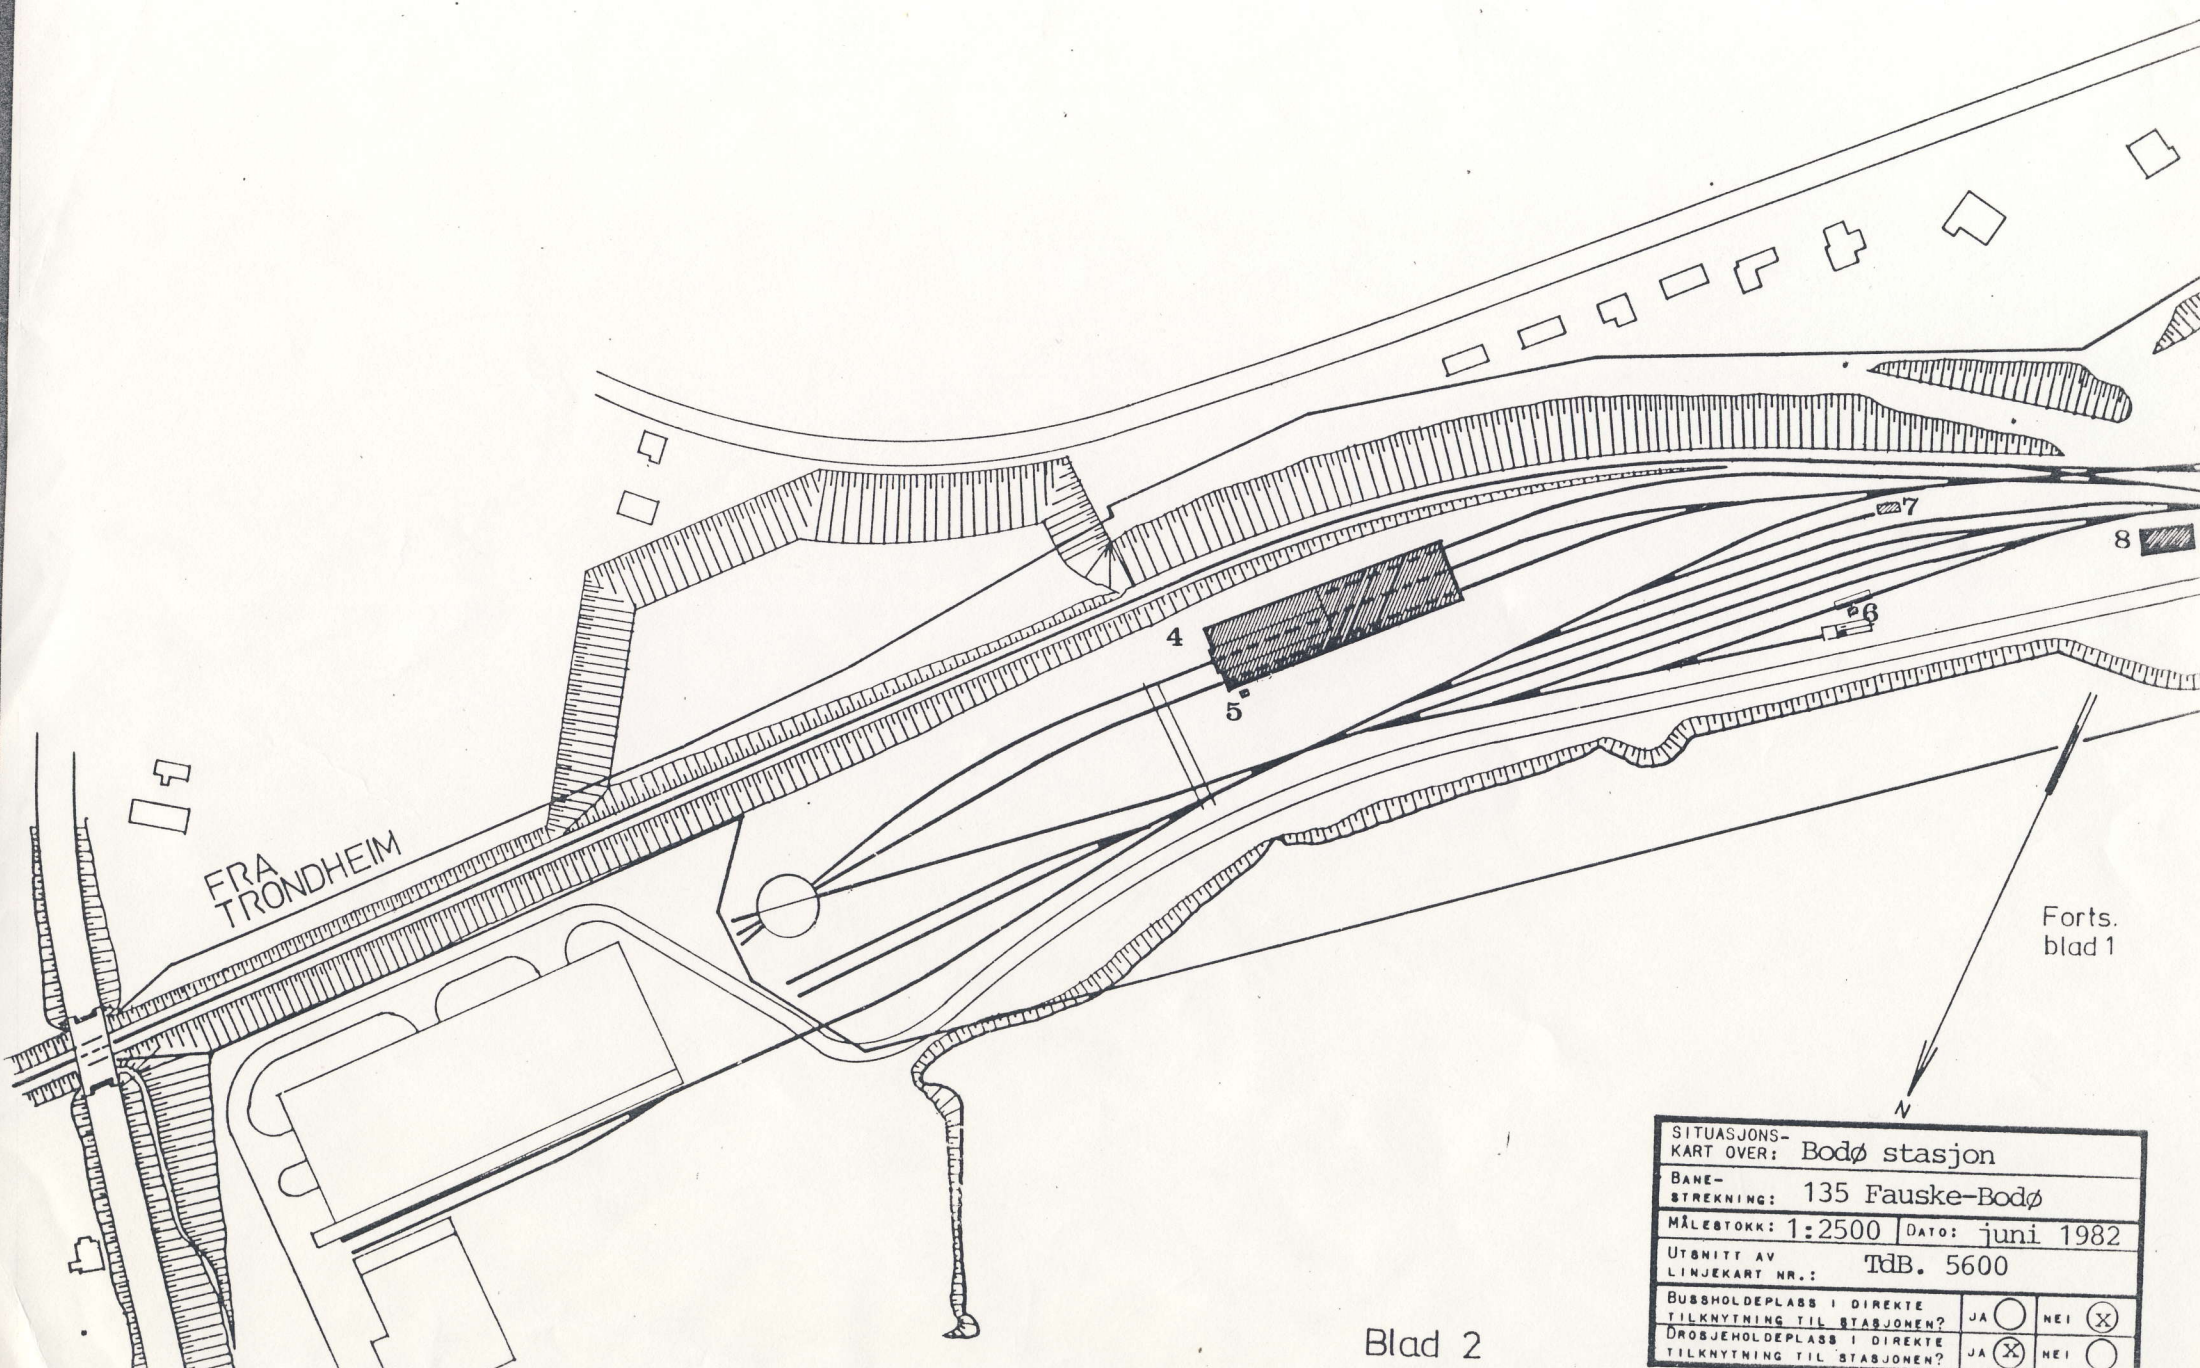 7
8
6
4
5
FRA
TRONDHEIM
Forts.
blad 1
N
SITUASJONS-
KART OVER: Bodø stasjon
BANE-
STREKNING: 135 Fauske-Bodø
MÅLESTOKK: 1:2500 DATO: juni 1982
UTSNITT AV
LINJEKART NR.: TdB. 5600
BUSSHOLDEPLASS I DIREKTE
TILKNYTNING TIL STASJONEN? JA NEI X
DROSJEHOLDEPLASS I DIREKTE
TILKNYTNING TIL STASJONEN? JA X NEI
Blad 2